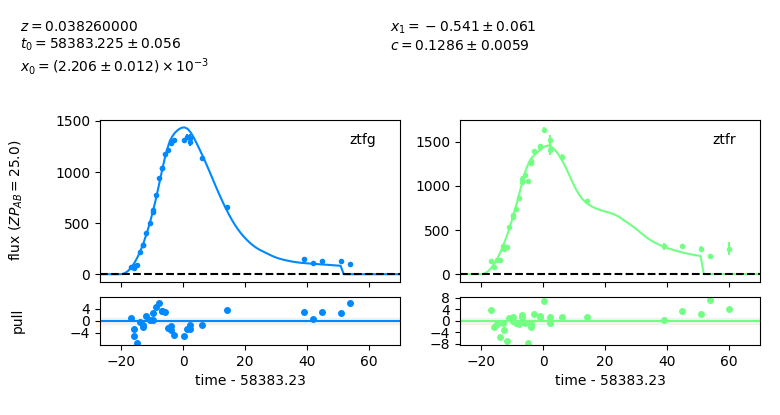 z = 0.038260000
t₀ = 58383.225 ± 0.056
x₀ = (2.206 ± 0.012) × 10⁻³
x₁ = −0.541 ± 0.061
c = 0.1286 ± 0.0059
flux (ZP_AB = 25.0)
1500
1000
500
0
ztfg
1500
1000
500
0
ztfr
pull
4
0
−4
−20 0 20 40 60
time - 58383.23
8
4
0
−4
−8
−20 0 20 40 60
time - 58383.23